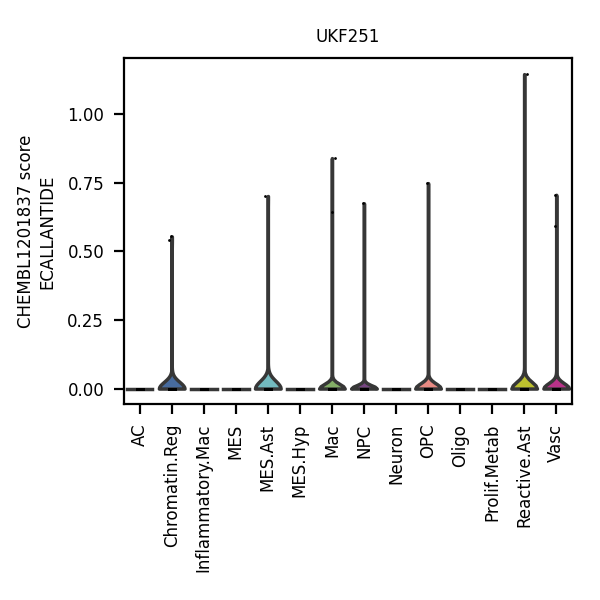 UKF251
CHEMBL1201837 score
ECALLANTIDE
1.00
0.75
0.50
0.25
0.00
AC
Chromatin.Reg
Inflammatory.Mac
MES
MES.Ast
MES.Hyp
Mac
NPC
Neuron
OPC
Oligo
Prolif.Metab
Reactive.Ast
Vasc